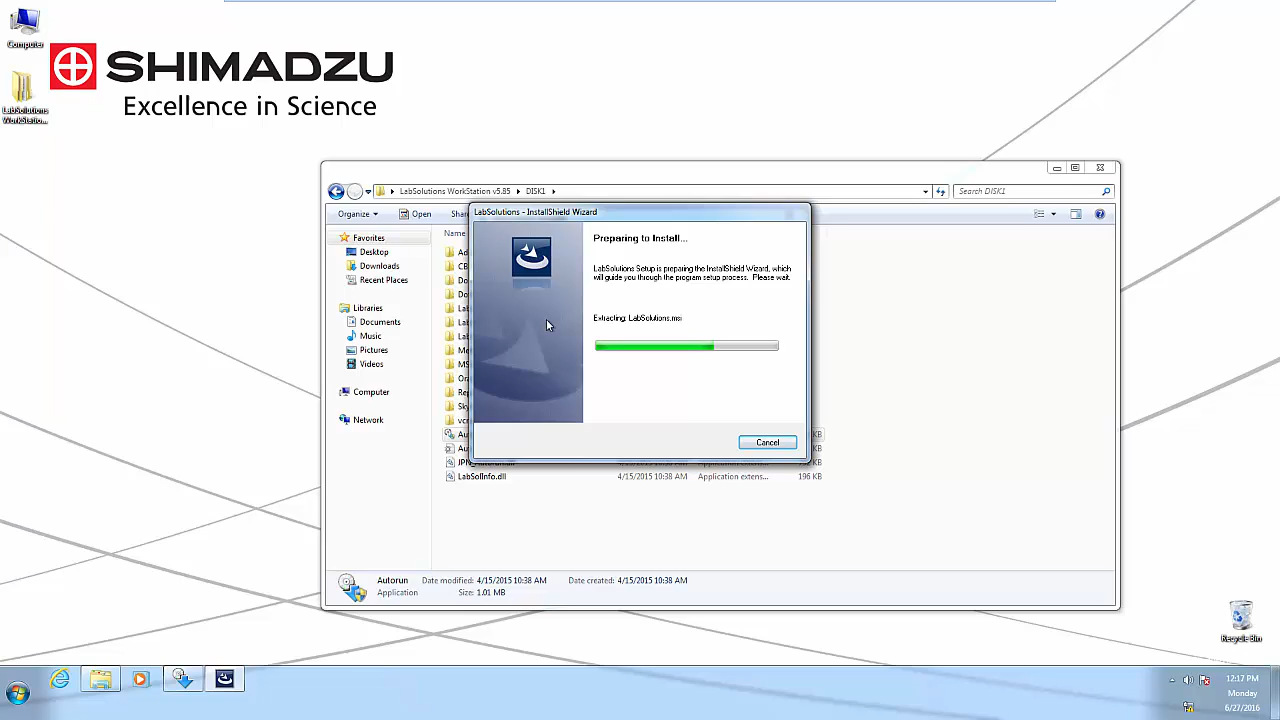 Computer
SHIMADZU
Excellence in Science
LabSolutions
WorkStatio...
LabSolutions WorkStation v5.85
DISK1
Search DISK1
Organize
Open
Name
Favorites
Desktop
Downloads
Recent Places
Libraries
Documents
Music
Pictures
Videos
Computer
Network
LabSolutions - InstallShield Wizard
Preparing to Install...
LabSolutions Setup is preparing the InstallShield Wizard, which
will guide you through the program setup process. Please wait.
Extracting: LabSolutions.msi
Cancel
LabSolInfo.dll 4/15/2015 10:38 AM Application extens... 196 KB
Autorun Date modified: 4/15/2015 10:38 AM Date created: 4/15/2015 10:38 AM
Application Size: 1.01 MB
Recycle Bin
12:17 PM
Monday
6/27/2016